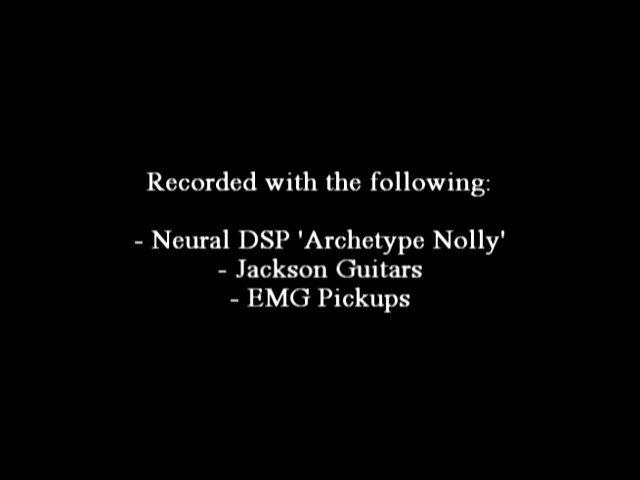 Recorded with the following:
- Neural DSP 'Archetype Nolly'
- Jackson Guitars
- EMG Pickups